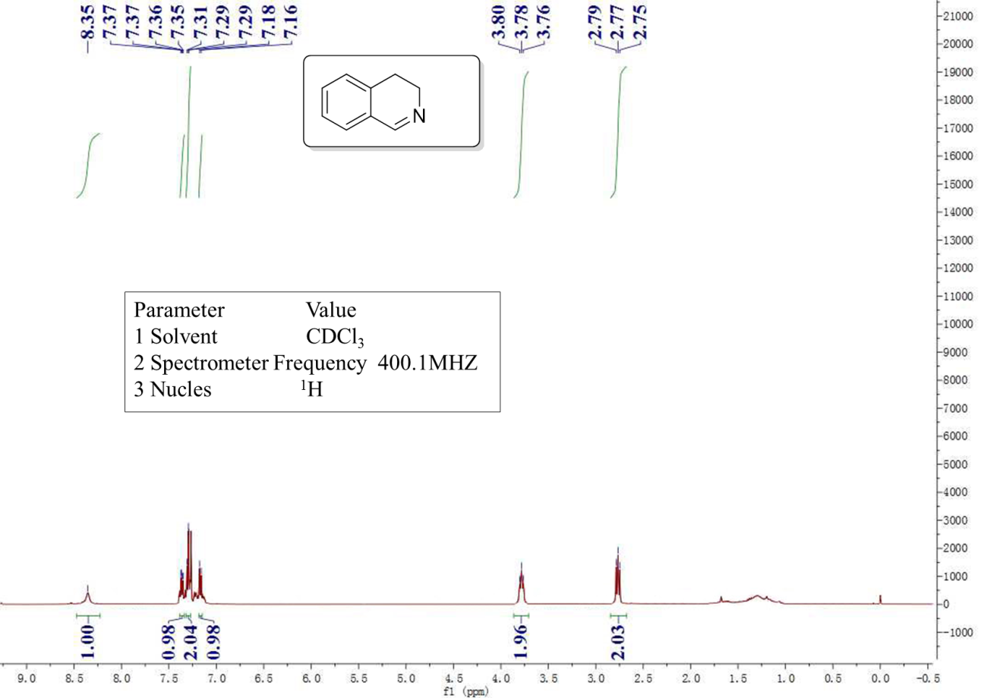 8.35 7.37 7.37 7.36 7.35 7.31 7.29 7.29 7.18 7.16 3.80 3.78 3.76 2.79 2.77 2.75
N
Parameter Value
1 Solvent CDCl₃
2 Spectrometer Frequency 400.1MHZ
3 Nucles ¹H
21000
20000
19000
18000
17000
16000
15000
14000
13000
12000
11000
10000
9000
8000
7000
6000
5000
4000
3000
2000
1000
0
-1000
1.00 0.98 2.04 0.98 1.96 2.03
9.0 8.5 8.0 7.5 7.0 6.5 6.0 5.5 5.0 4.5 4.0 3.5 3.0 2.5 2.0 1.5 1.0 0.5 0.0 -0.5
f1 (ppm)